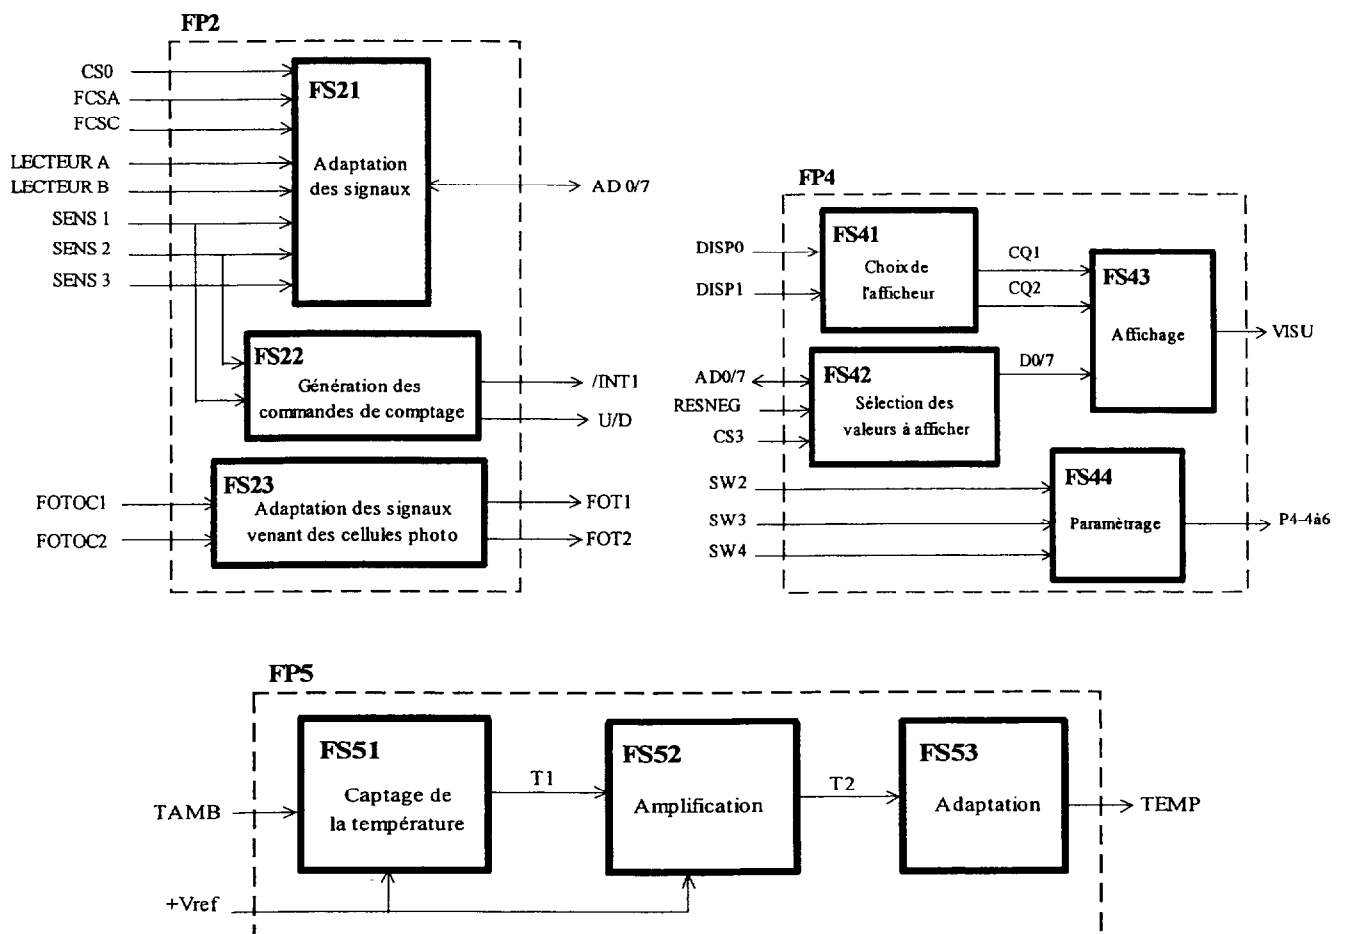 FP2
CS0
FCSA
FCSC
LECTEUR A
LECTEUR B
SENS 1
SENS 2
SENS 3
FS21
Adaptation
des signaux
AD 0/7
FS22
Génération des
commandes de comptage
/INT1
U/D
FOTOC1
FOTOC2
FS23
Adaptation des signaux
venant des cellules photo
FOT1
FOT2
FP4
DISP0
DISP1
FS41
Choix de
l'afficheur
CQ1
CQ2
FS43
Affichage
VISU
AD0/7
RESNEG
CS3
FS42
Sélection des
valeurs à afficher
D0/7
SW2
SW3
SW4
FS44
Paramètrage
P4-4à6
FP5
TAMB
+Vref
FS51
Captage de
la température
T1
FS52
Amplification
T2
FS53
Adaptation
TEMP